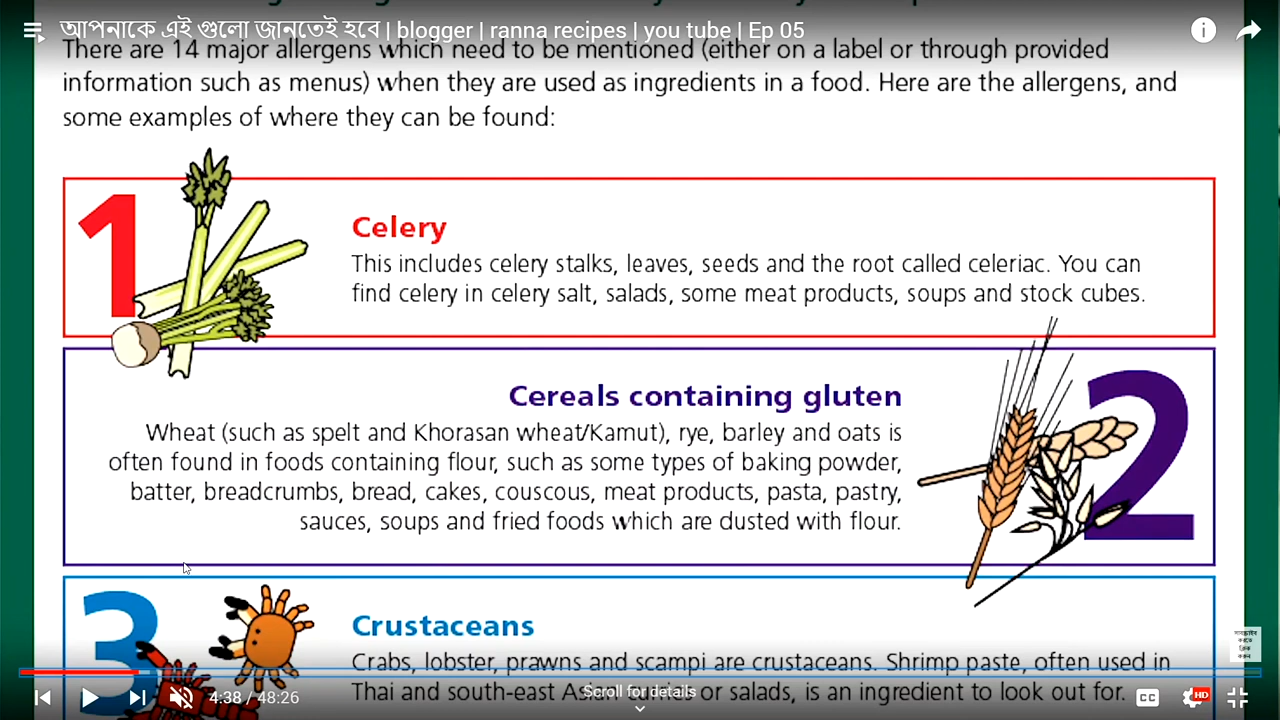 আপনাকে এই গুলো জানতেই হবে | blogger | ranna recipes | you tube | Ep 05
There are 14 major allergens which need to be mentioned (either on a label or through provided
information such as menus) when they are used as ingredients in a food. Here are the allergens, and
some examples of where they can be found:
1
Celery
This includes celery stalks, leaves, seeds and the root called celeriac. You can
find celery in celery salt, salads, some meat products, soups and stock cubes.
Cereals containing gluten
2
Wheat (such as spelt and Khorasan wheat/Kamut), rye, barley and oats is
often found in foods containing flour, such as some types of baking powder,
batter, breadcrumbs, bread, cakes, couscous, meat products, pasta, pastry,
sauces, soups and fried foods which are dusted with flour.
3
Crustaceans
Crabs, lobster, prawns and scampi are crustaceans. Shrimp paste, often used in
Thai and south-east or salads, is an ingredient to look out for.
Scroll for details
সাবস্ক্রাইব
করতে
ক্লিক
করুন
4:38 / 48:26
CC
HD